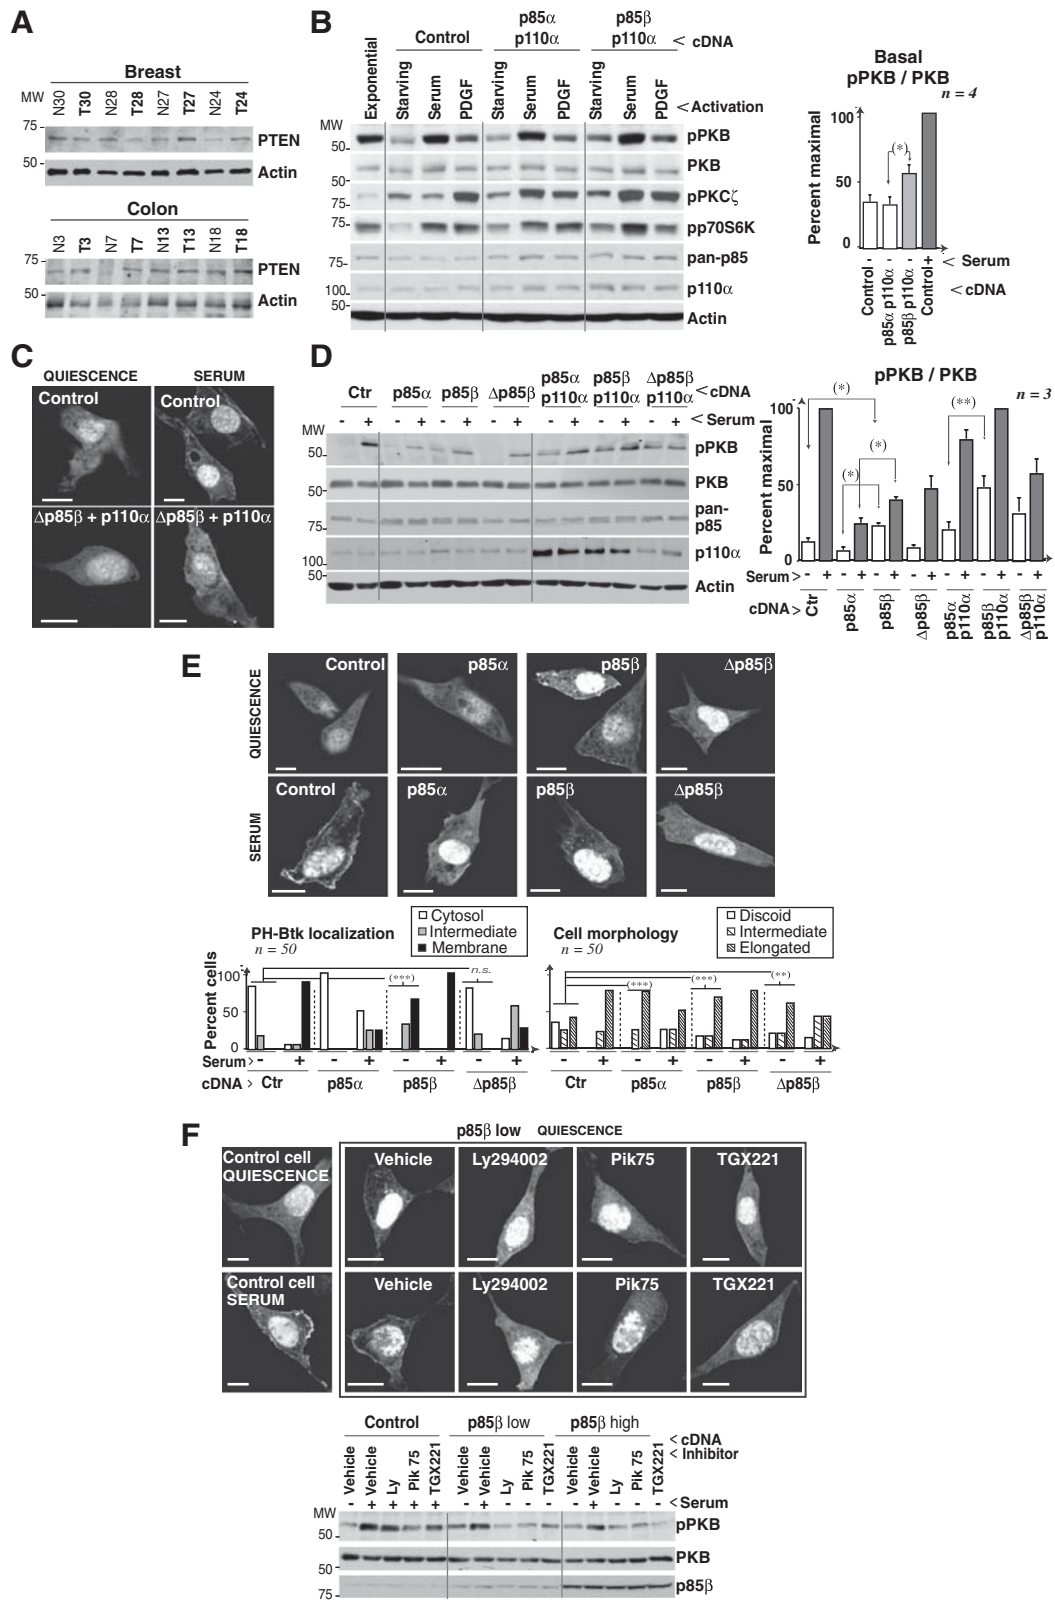 A
Breast
MW
N30 T30 N28 T28 N27 T27 N24 T24
75
PTEN
50
Actin
Colon
N3 T3 N7 T7 N13 T13 N18 T18
75
PTEN
50
Actin
B
Control
p85α p110α
p85β p110α
< cDNA
Exponential Starving Serum PDGF Starving Serum PDGF Starving Serum PDGF
<Activation
MW
50
pPKB
50
PKB
75
pPKCζ
75
pp70S6K
75
pan-p85
100
p110α
50
Actin
Basal
pPKB / PKB
n = 4
Percent maximal
100
50
0
(*)
Control - p85α p110α - p85β p110α - Control +
< Serum
<cDNA
C
QUIESCENCE SERUM
Control Control
Δp85β + p110α Δp85β + p110α
D
Ctr p85α p85β Δp85β p85α p110α p85β p110α Δp85β p110α <cDNA
- + - + - + - + - + - + - + < Serum
MW
50
pPKB
50
PKB
75
pan-p85
100
p110α
50
Actin
pPKB / PKB
n = 3
Percent maximal
100
50
0
(*)
(*)
(*)
(**)
Serum > - + - + - + - + - + - + - +
cDNA > Ctr p85α p85β Δp85β p85α p110α p85β p110α Δp85β p110α
E
QUIESCENCE
Control p85α p85β Δp85β
SERUM
Control p85α p85β Δp85β
PH-Btk localization
n = 50
Cytosol
Intermediate
Membrane
Percent cells
100
50
0
(***)
n.s.
Serum> - + - + - + - +
cDNA > Ctr p85α p85β Δp85β
Cell morphology
n = 50
Discoid
Intermediate
Elongated
(***)
(***)
(**)
- + - + - + - +
Ctr p85α p85β Δp85β
F
p85β low QUIESCENCE
Control cell
QUIESCENCE
Vehicle Ly294002 Pik75 TGX221
Control cell
SERUM
Vehicle Ly294002 Pik75 TGX221
Control p85β low p85β high
< cDNA
< Inhibitor
Vehicle Vehicle Ly Pik 75 TGX221 Vehicle Vehicle Ly Pik 75 TGX221 Vehicle Vehicle Ly Pik 75 TGX221
- + + + + - + - - - - + - - - <Serum
MW
50
pPKB
50
PKB
75
p85β